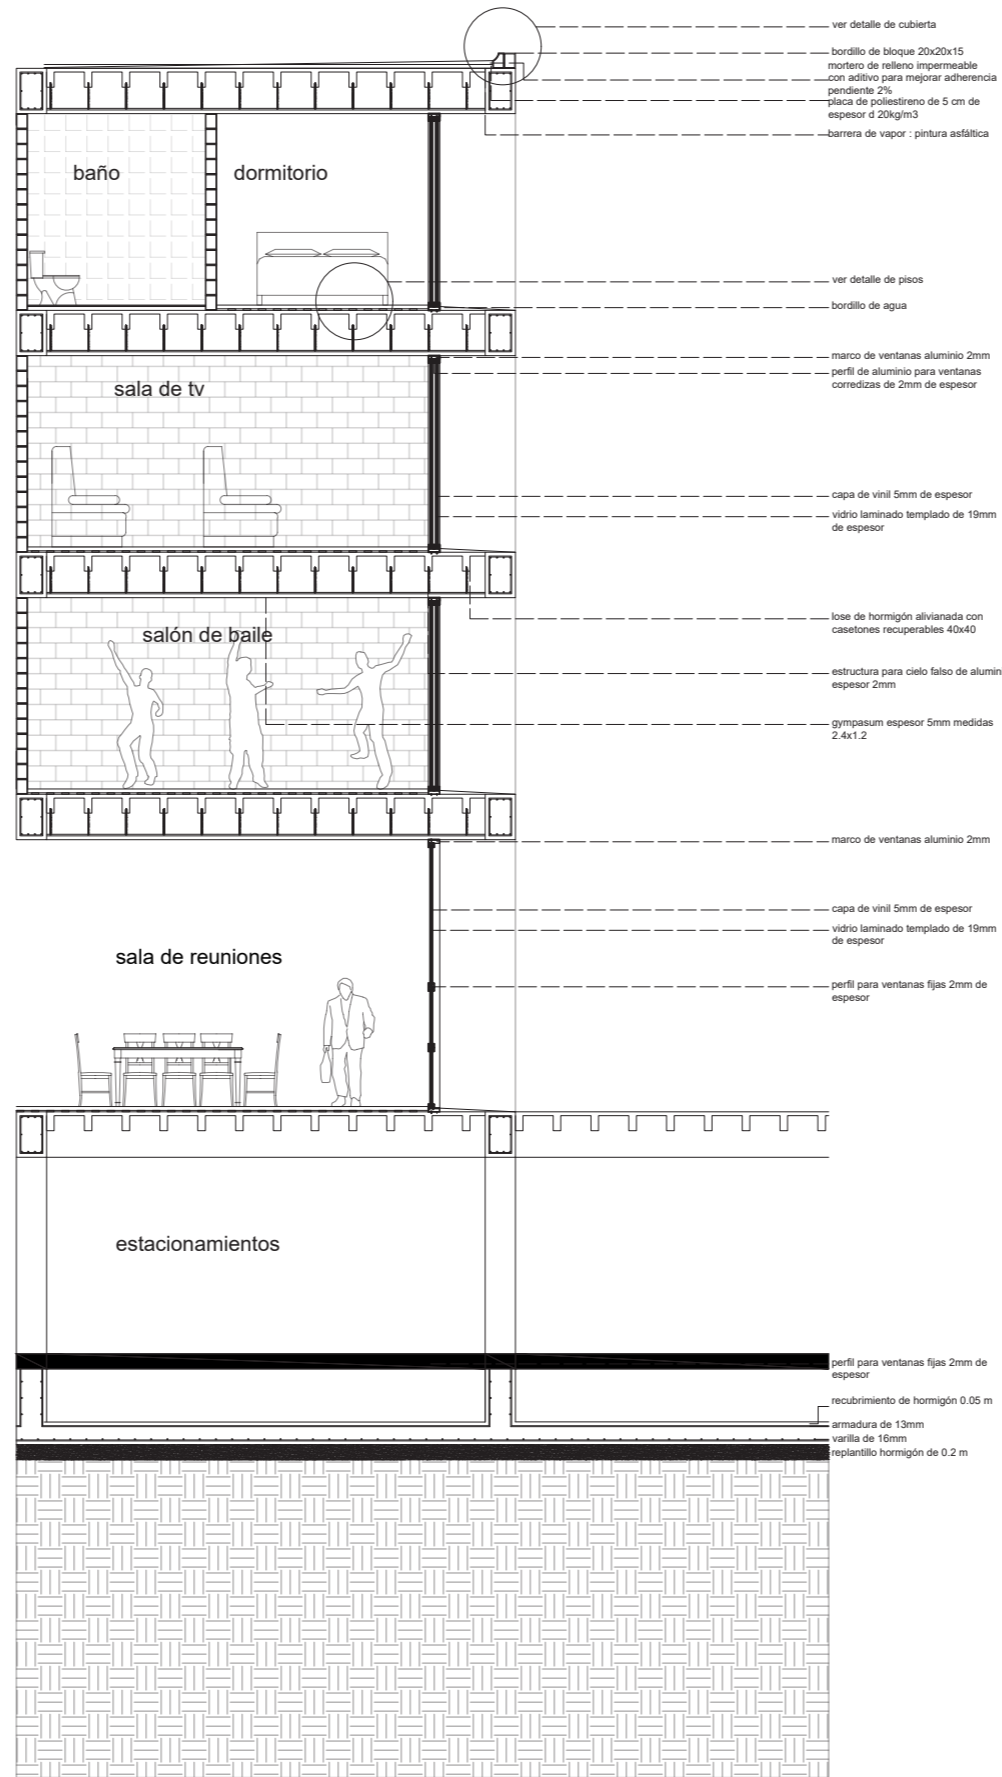 ver detalle de cubierta
bordillo de bloque 20x20x15
mortero de relleno impermeable
con aditivo para mejorar adherencia
pendiente 2%
placa de poliestireno de 5 cm de
espesor d 20kg/m3
barrera de vapor : pintura asfáltica
baño
dormitorio
ver detalle de pisos
bordillo de agua
marco de ventanas aluminio 2mm
perfil de aluminio para ventanas
corredizas de 2mm de espesor
sala de tv
capa de vinil 5mm de espesor
vidrio laminado templado de 19mm
de espesor
lose de hormigón alivianada con
casetones recuperables 40x40
salón de baile
estructura para cielo falso de alumini
espesor 2mm
gympasum espesor 5mm medidas
2.4x1.2
marco de ventanas aluminio 2mm
capa de vinil 5mm de espesor
vidrio laminado templado de 19mm
de espesor
sala de reuniones
perfil para ventanas fijas 2mm de
espesor
estacionamientos
perfil para ventanas fijas 2mm de
espesor
recubrimiento de hormigón 0.05 m
armadura de 13mm
varilla de 16mm
replantillo hormigón de 0.2 m